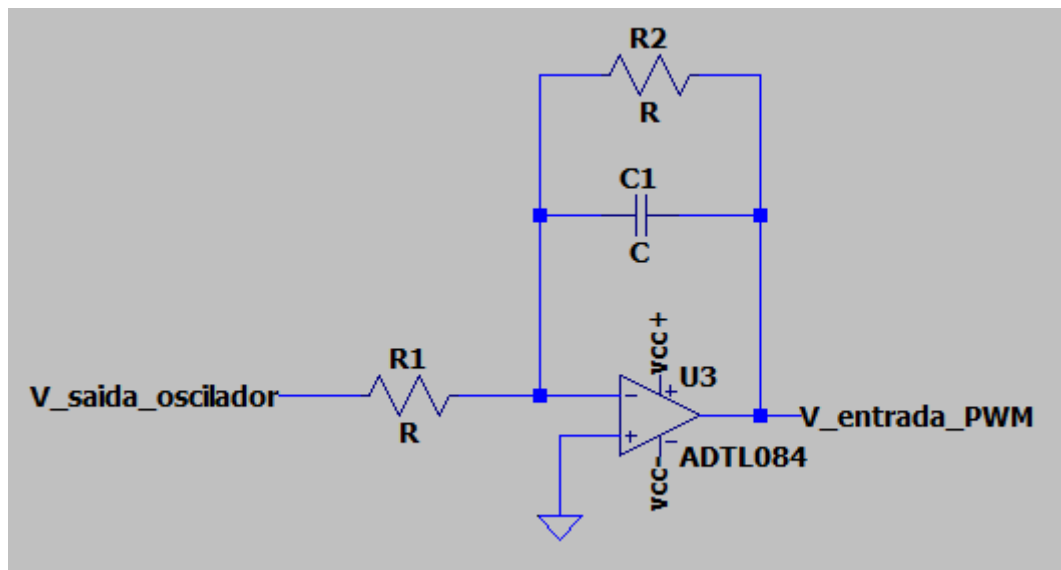 R2
R
C1
C
R1
R
V_saida_oscilador
vcc+
U3
V_entrada_PWM
ADTL084
vcc-